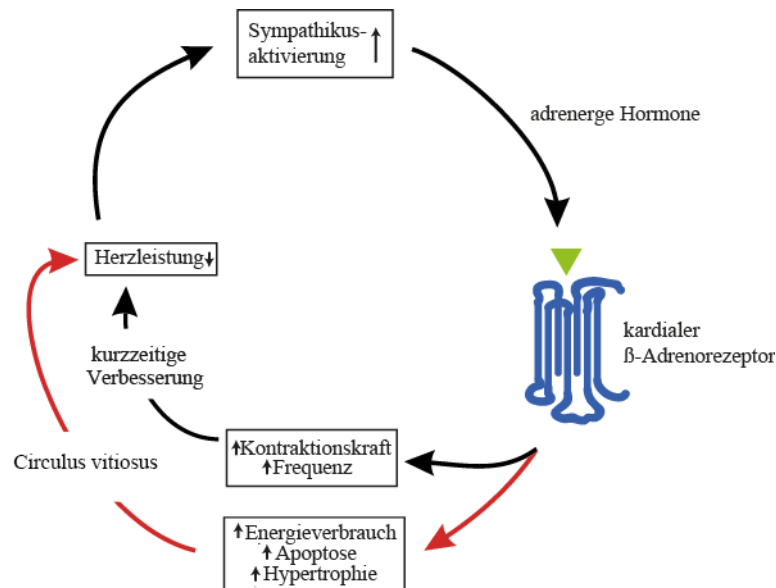 Sympathikus-
aktivierung ↑
adrenerge Hormone
Herzleistung↓
kardialer
ß-Adrenorezeptor
kurzzeitige
Verbesserung
↑Kontraktionskraft
↑Frequenz
Circulus vitiosus
↑Energieverbrauch
↑Apoptose
↑Hypertrophie